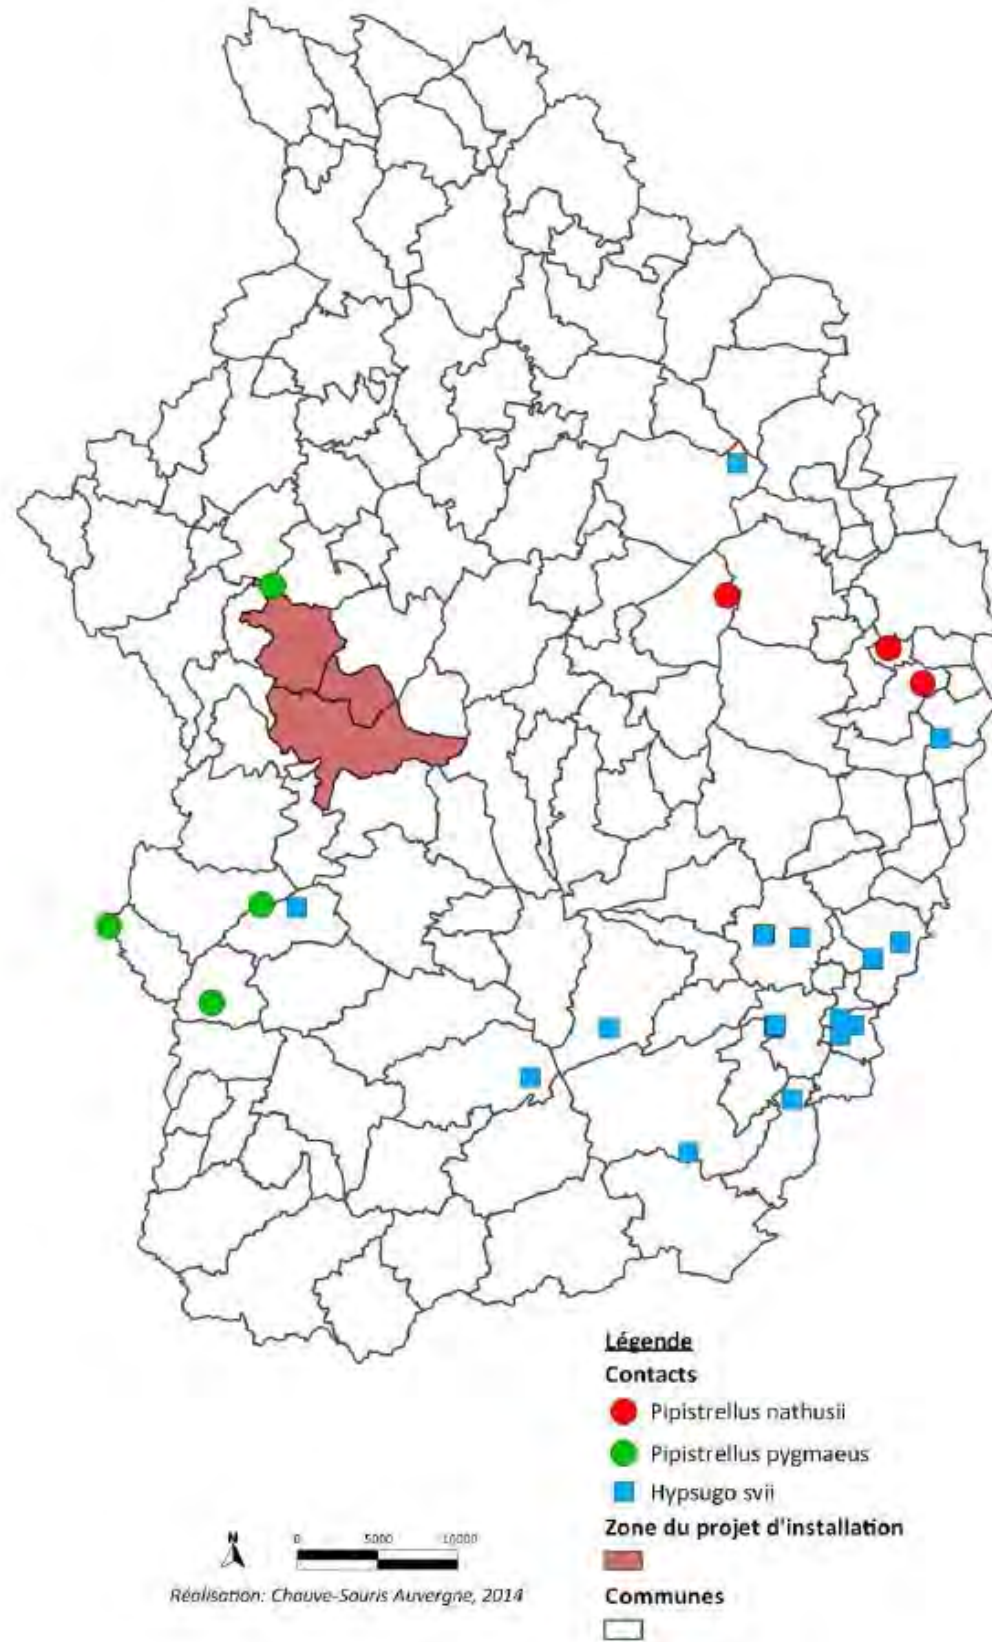 Légende
Contacts
Pipistrellus nathusii
Pipistrellus pygmaeus
Hypsugo svii
Zone du projet d'installation
Communes
N
0 5000 10000
Réalisation: Chauve-Souris Auvergne, 2014